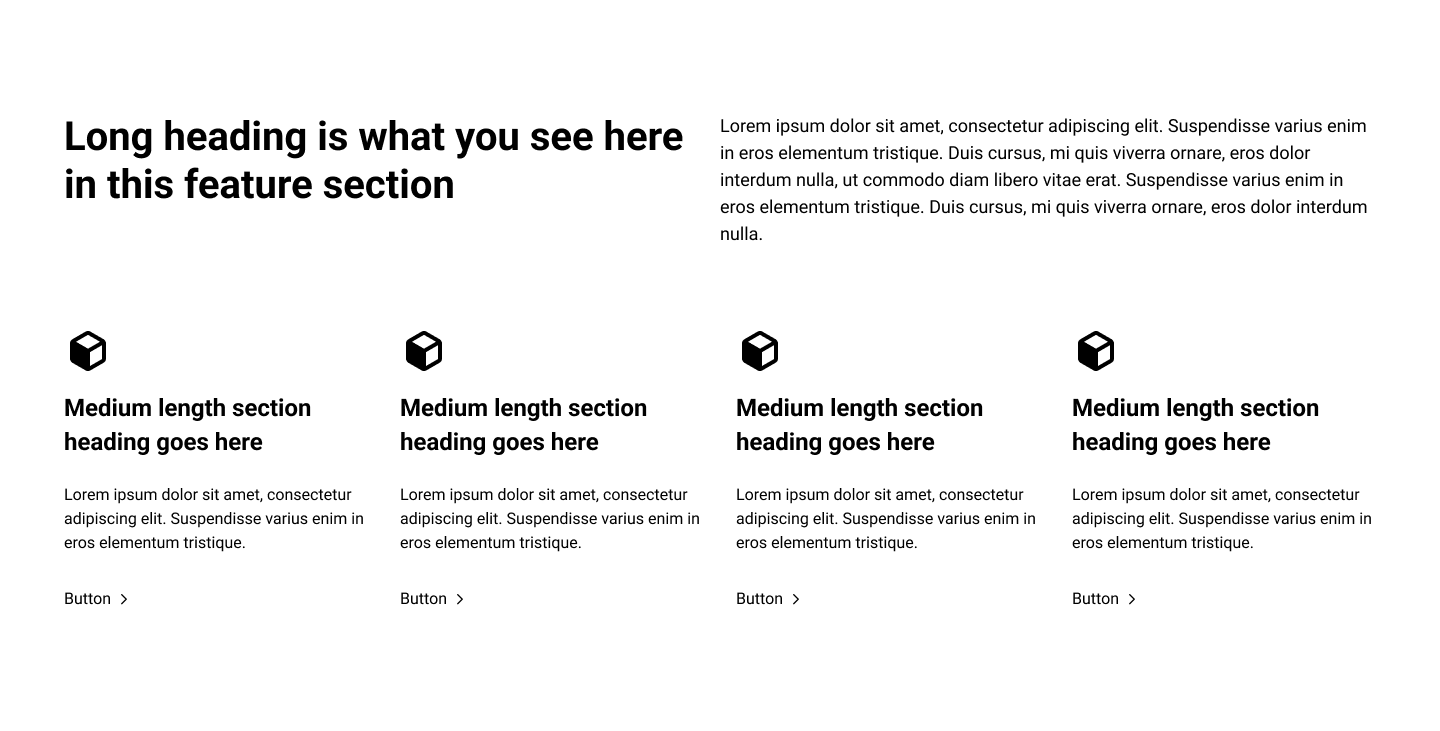 Long heading is what you see here
in this feature section
Lorem ipsum dolor sit amet, consectetur adipiscing elit. Suspendisse varius enim
in eros elementum tristique. Duis cursus, mi quis viverra ornare, eros dolor
interdum nulla, ut commodo diam libero vitae erat. Suspendisse varius enim in
eros elementum tristique. Duis cursus, mi quis viverra ornare, eros dolor interdum
nulla.
Medium length section
heading goes here
Lorem ipsum dolor sit amet, consectetur
adipiscing elit. Suspendisse varius enim in
eros elementum tristique.
Button
Medium length section
heading goes here
Lorem ipsum dolor sit amet, consectetur
adipiscing elit. Suspendisse varius enim in
eros elementum tristique.
Button
Medium length section
heading goes here
Lorem ipsum dolor sit amet, consectetur
adipiscing elit. Suspendisse varius enim in
eros elementum tristique.
Button
Medium length section
heading goes here
Lorem ipsum dolor sit amet, consectetur
adipiscing elit. Suspendisse varius enim in
eros elementum tristique.
Button